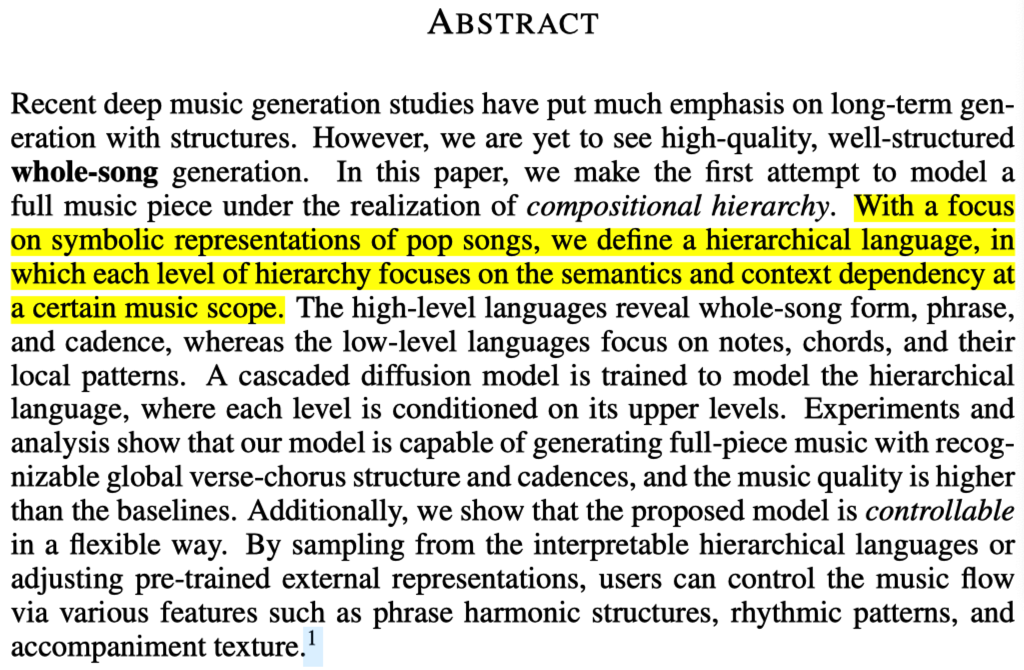 ABSTRACT
Recent deep music generation studies have put much emphasis on long-term gen-
eration with structures. However, we are yet to see high-quality, well-structured
whole-song generation. In this paper, we make the first attempt to model a
full music piece under the realization of compositional hierarchy. With a focus
on symbolic representations of pop songs, we define a hierarchical language, in
which each level of hierarchy focuses on the semantics and context dependency at
a certain music scope. The high-level languages reveal whole-song form, phrase,
and cadence, whereas the low-level languages focus on notes, chords, and their
local patterns. A cascaded diffusion model is trained to model the hierarchical
language, where each level is conditioned on its upper levels. Experiments and
analysis show that our model is capable of generating full-piece music with recog-
nizable global verse-chorus structure and cadences, and the music quality is higher
than the baselines. Additionally, we show that the proposed model is controllable
in a flexible way. By sampling from the interpretable hierarchical languages or
adjusting pre-trained external representations, users can control the music flow
via various features such as phrase harmonic structures, rhythmic patterns, and
accompaniment texture.1